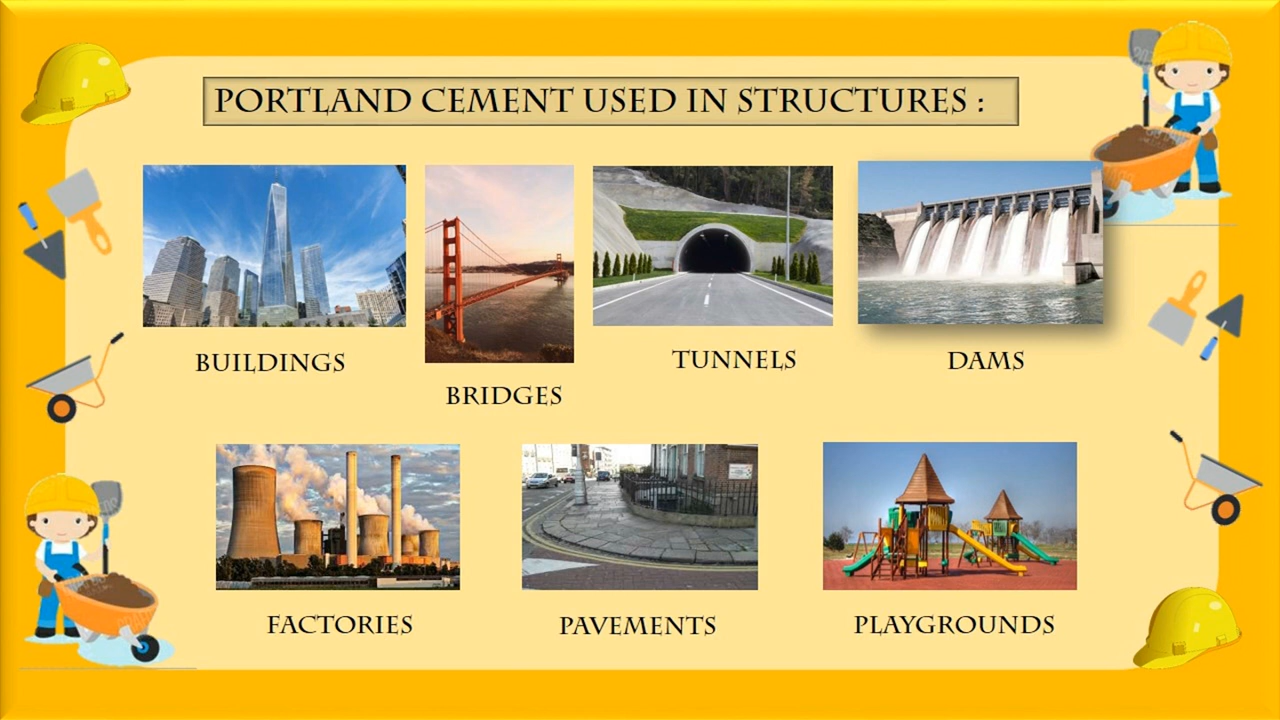 PORTLAND CEMENT USED IN STRUCTURES :
BUILDINGS
BRIDGES
TUNNELS
DAMS
FACTORIES
PAVEMENTS
PLAYGROUNDS